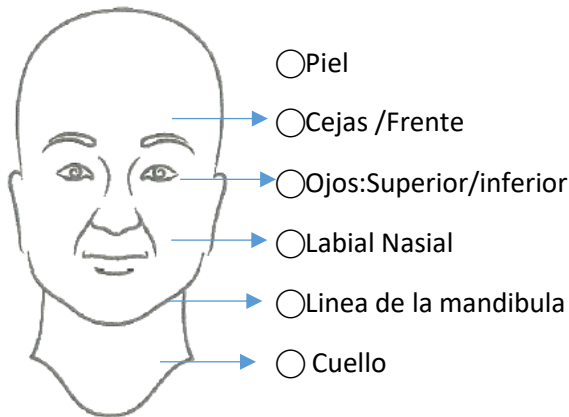 Piel
Cejas /Frente
Ojos:Superior/inferior
Labial Nasial
Linea de la mandibula
Cuello